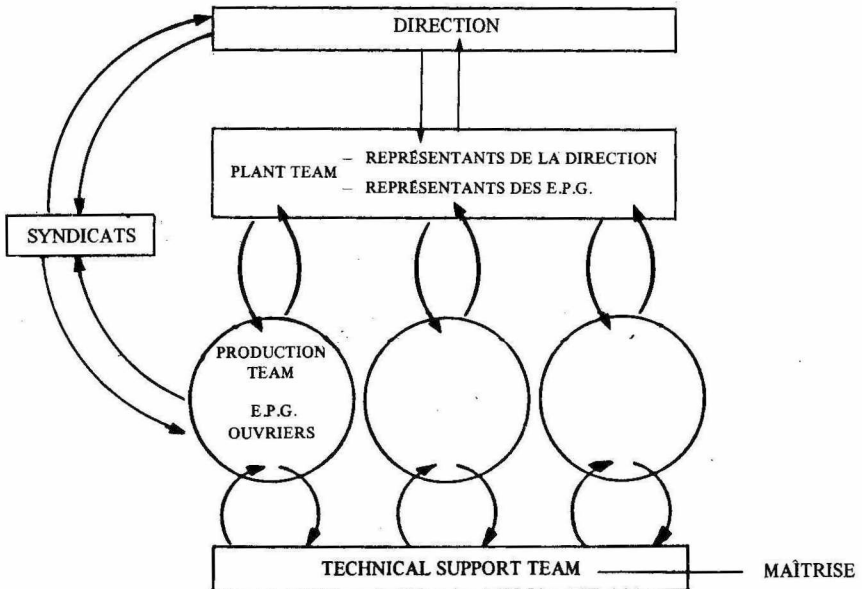 DIRECTION
PLANT TEAM
– REPRÉSENTANTS DE LA DIRECTION
– REPRÉSENTANTS DES E.P.G.
SYNDICATS
PRODUCTION
TEAM
E.P.G.
OUVRIERS
TECHNICAL SUPPORT TEAM
MAÎTRISE